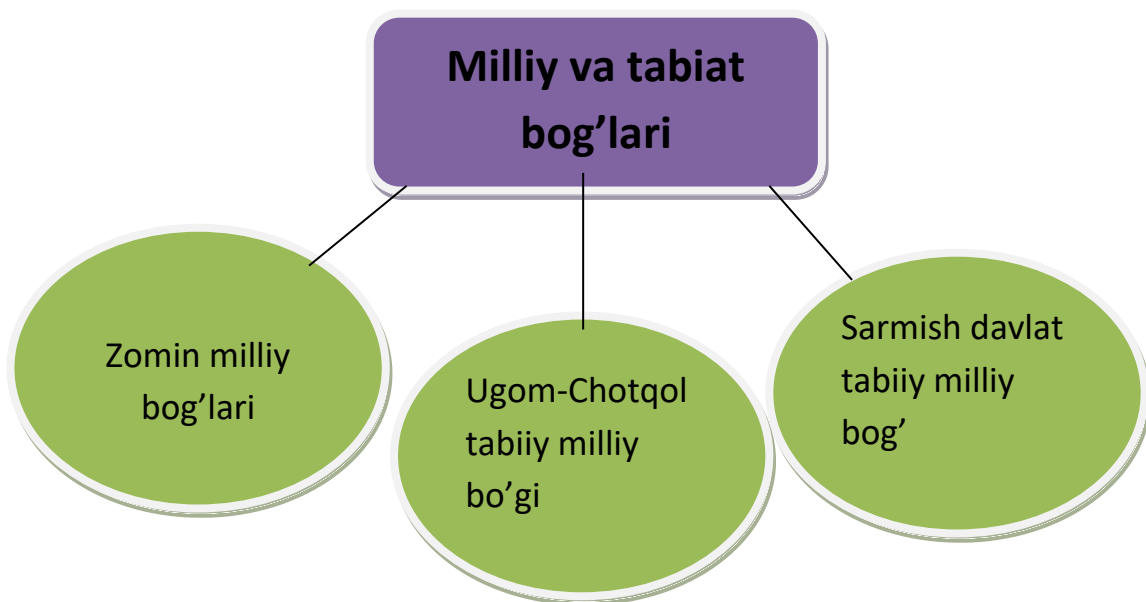 Milliy va tabiat
bog’lari
Zomin milliy
bog’lari
Ugom-Chotqol
tabiiy milliy
bo’gi
Sarmish davlat
tabiiy milliy
bog’